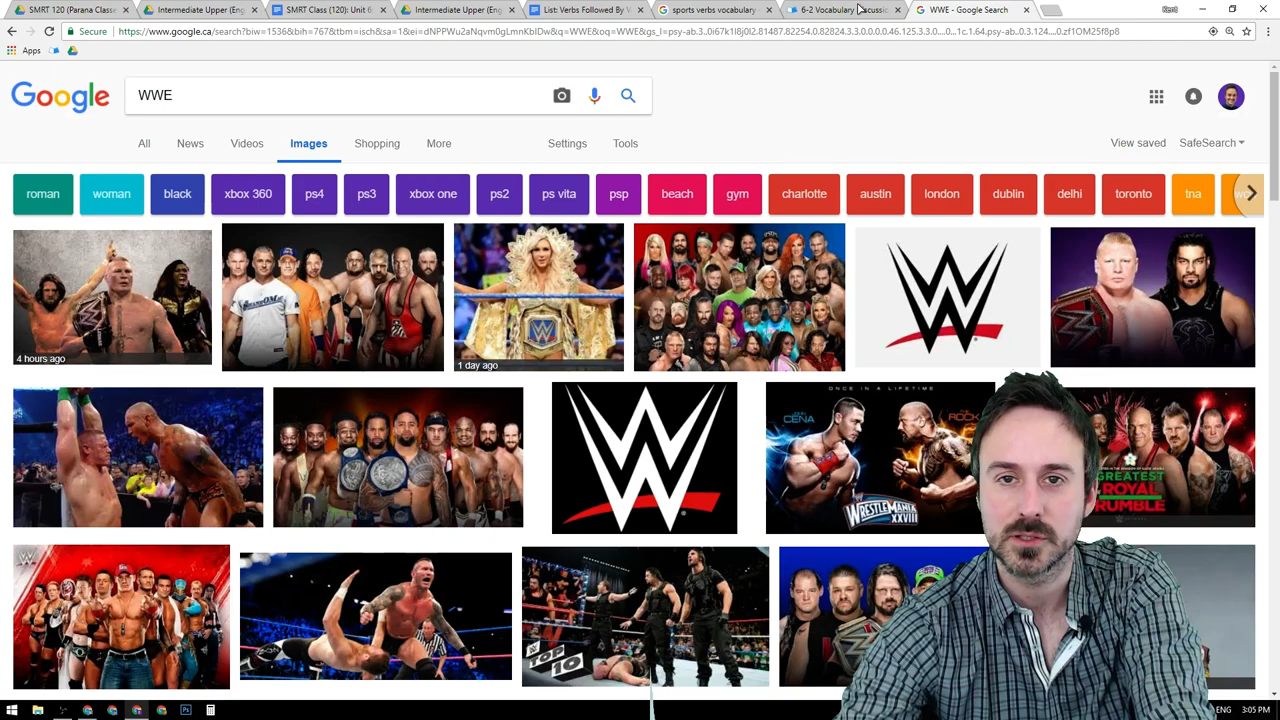 SMRT 120 (Parana Classe
Intermediate Upper (Eng
SMRT Class (120): Unit 6
Intermediate Upper (Eng
List: Verbs Followed By V
sports verbs vocabulary
6-2 Vocabulary Discussion
WWE - Google Search
Kent
Secure
https://www.google.ca/search?biw=1536&bih=767&tbm=isch&sa=1&ei=dNPPWu2aNqvm0gLmnKbIDw&q=WWE&oq=WWE&gs_l=psy-ab..3.0i67k1l8j0l2.81487.82254.0.82824.3.3.0.0.0.0.46.125.3.3.0....0...1c.1.64.psy-ab..0.3.124....0.zf1OM25f8p8
Apps
Google
WWE
All
News
Videos
Images
Shopping
More
Settings
Tools
View saved
SafeSearch
roman
woman
black
xbox 360
ps4
ps3
xbox one
ps2
ps vita
psp
beach
gym
charlotte
austin
london
dublin
delhi
toronto
tna
4 hours ago
1 day ago
ONCE IN A LIFETIME
CENA
THE ROCK
WRESTLEMANIA
XXVIII
GREATEST
ROYAL
RUMBLE
TOP
10
ENG
3:05 PM